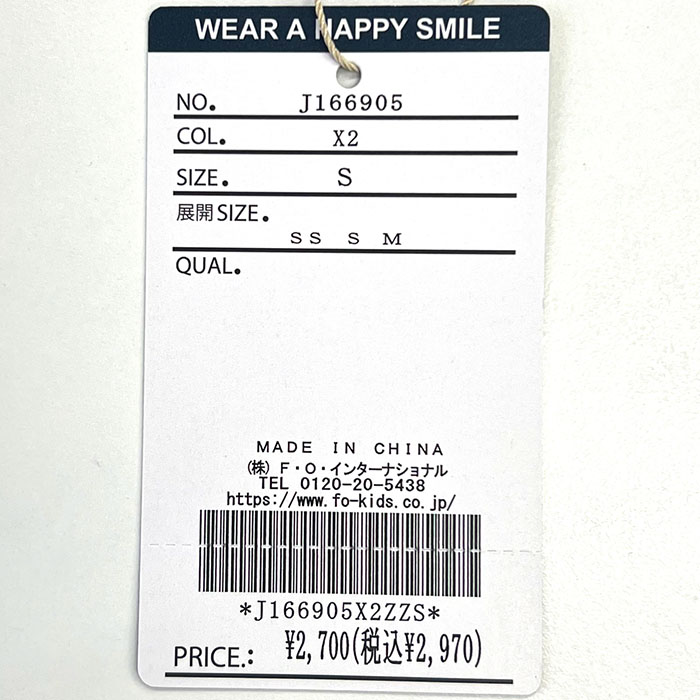 WEAR A HAPPY SMILE
NO. J166905
COL. X2
SIZE. S
展開SIZE.
SS S M
QUAL.
MADE IN CHINA
(株) F・O・インターナショナル
TEL 0120-20-5438
https://www.fo-kids.co.jp/
*J166905X2ZZS*
PRICE.: ¥2,700(税込¥2,970)